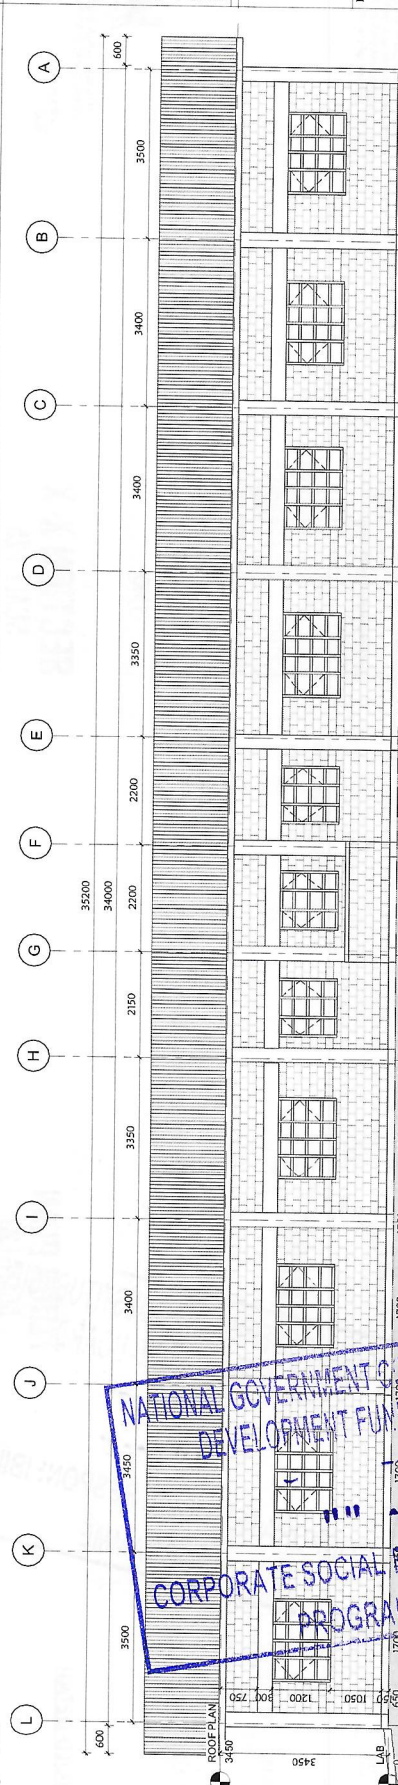 A
B
C
D
E
F
G
H
I
J
K
L
600
3500
3400
3400
3350
2200
2200
2150
3350
3400
3450
3500
600
35200
34000
ROOF PLAN
3450
750
300
1200
1050
150
650
3450
LAB
NATIONAL GOVERNMENT
DEVELOPMENT FUN
CORPORATE SOCIAL
PROGRA